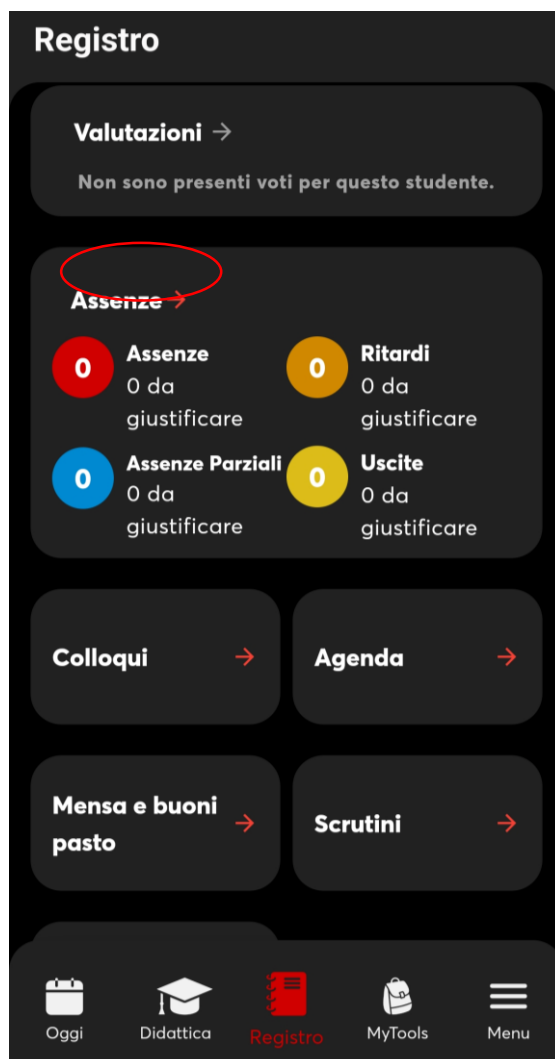 Registro
Valutazioni →
Non sono presenti voti per questo studente.
Assenze →
0 Assenze
0 da
giustificare
0 Ritardi
0 da
giustificare
0 Assenze Parziali
0 da
giustificare
0 Uscite
0 da
giustificare
Colloqui →
Agenda →
Mensa e buoni
pasto →
Scrutini →
Oggi
Didattica
Registro
MyTools
Menu